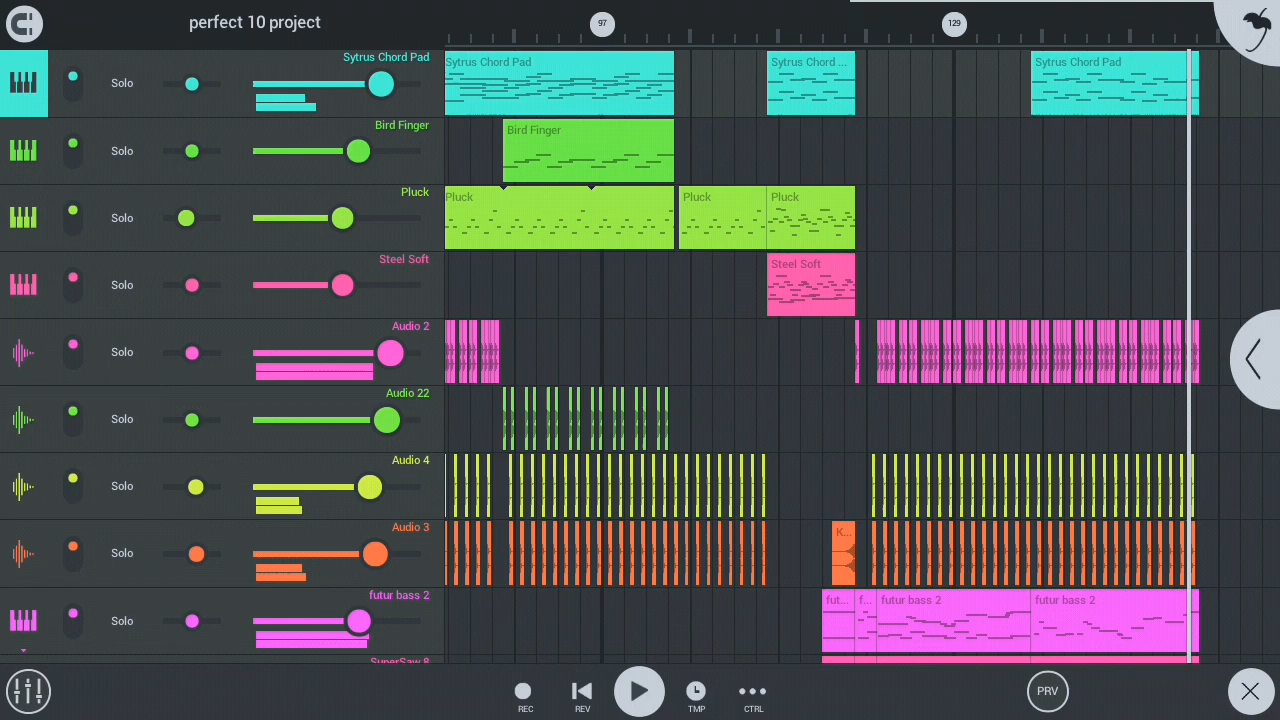 perfect 10 project
97
129
Sytrus Chord Pad
Solo
Sytrus Chord Pad
Sytrus Chord ...
Sytrus Chord Pad
Bird Finger
Solo
Bird Finger
Pluck
Solo
Pluck
Pluck
Pluck
Steel Soft
Solo
Steel Soft
Audio 2
Solo
Audio 22
Solo
Audio 4
Solo
Audio 3
Solo
K...
futur bass 2
Solo
fut...
f...
futur bass 2
futur bass 2
SuperSaw 8
REC
REV
TMP
CTRL
PRV